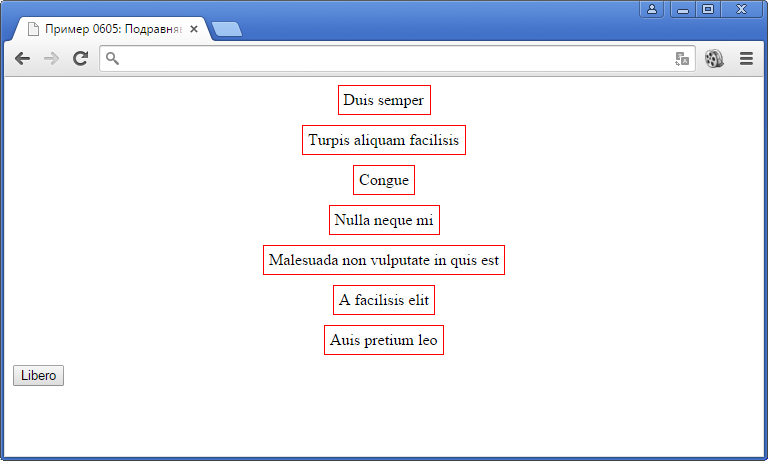 Пример 0605: Подравня
Duis semper
Turpis aliquam facilisis
Congue
Nulla neque mi
Malesuada non vulputate in quis est
A facilisis elit
Auis pretium leo
Libero